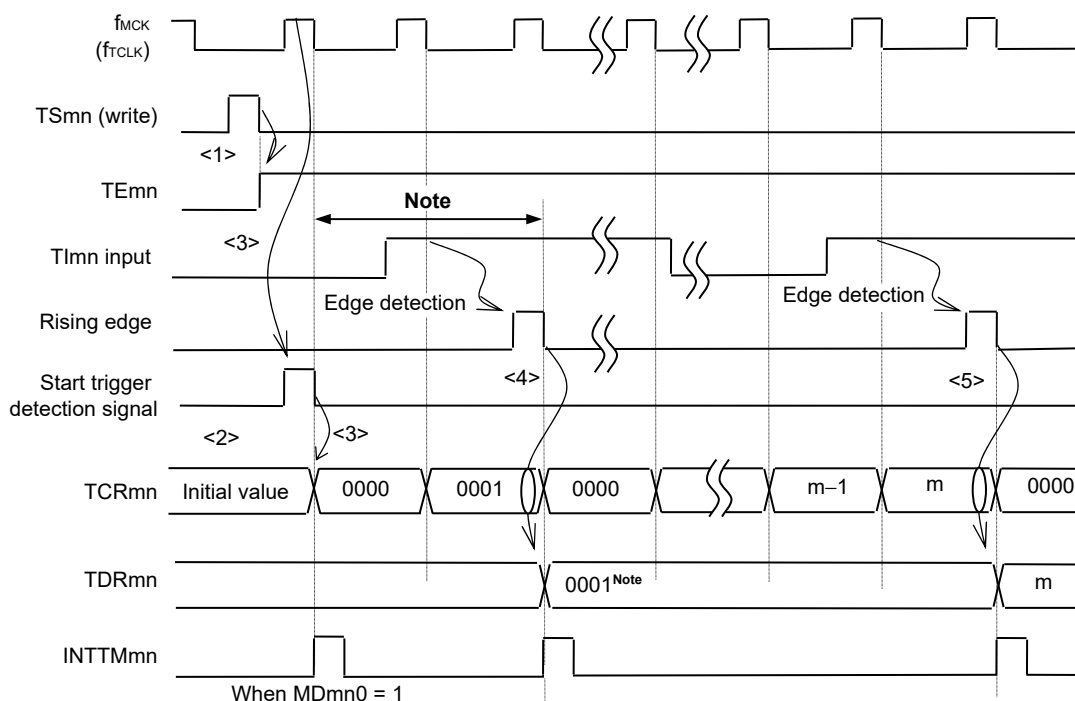 fMCK
(fTCLK)
TSmn (write)
<1>
TEmn
Note
<3>
TImn input
Edge detection
Edge detection
Rising edge
<4>
<5>
Start trigger
detection signal
<2>
<3>
TCRmn
Initial value
0000
0001
0000
m−1
m
0000
TDRmn
0001Note
m
INTTMmn
When MDmn0 = 1